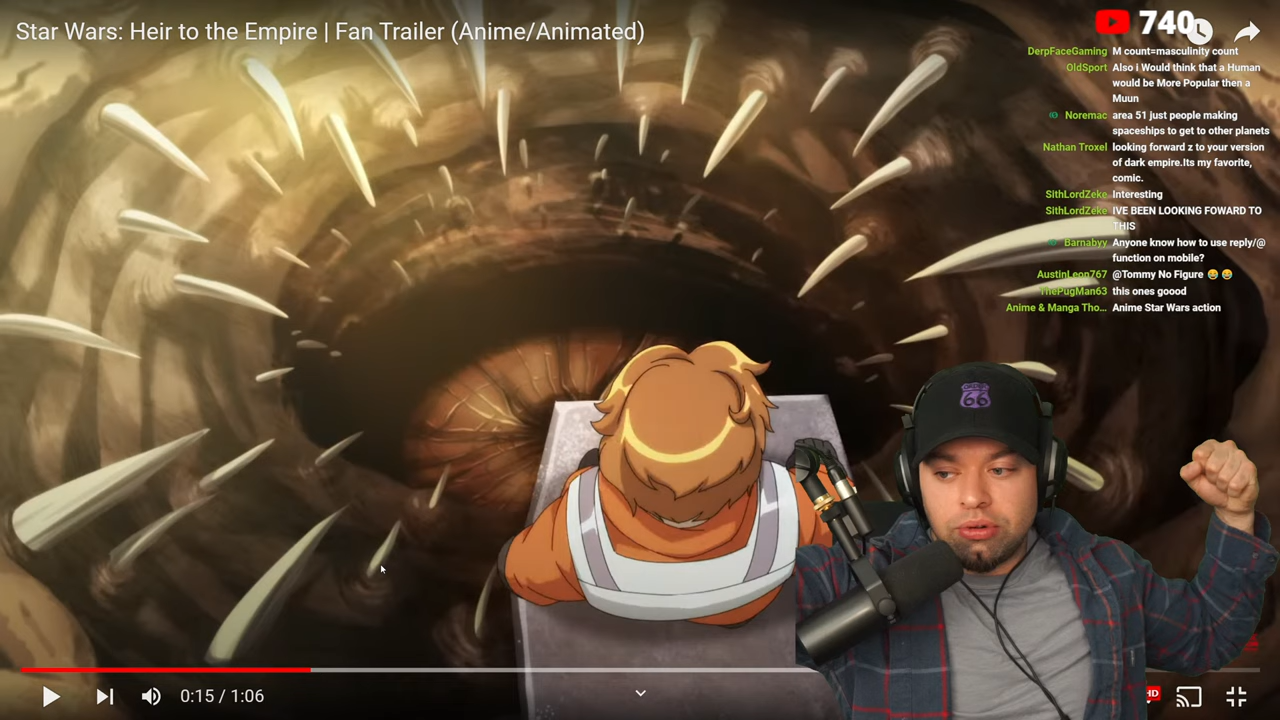 Star Wars: Heir to the Empire | Fan Trailer (Anime/Animated)
740
DerpFaceGaming M count=masculinity count
OldSport Also i Would think that a Human
would be More Popular then a
Muun
Noremac area 51 just people making
spaceships to get to other planets
Nathan Troxel looking forward z to your version
of dark empire.Its my favorite,
comic.
SithLordZeke Interesting
SithLordZeke IVE BEEN LOOKING FOWARD TO
THIS
Barnabyy Anyone know how to use reply/@
function on mobile?
AustinLeon767 @Tommy No Figure 😂 😂
ThePugMan63 this ones goood
Anime & Manga Tho... Anime Star Wars action
66
0:15 / 1:06
HD